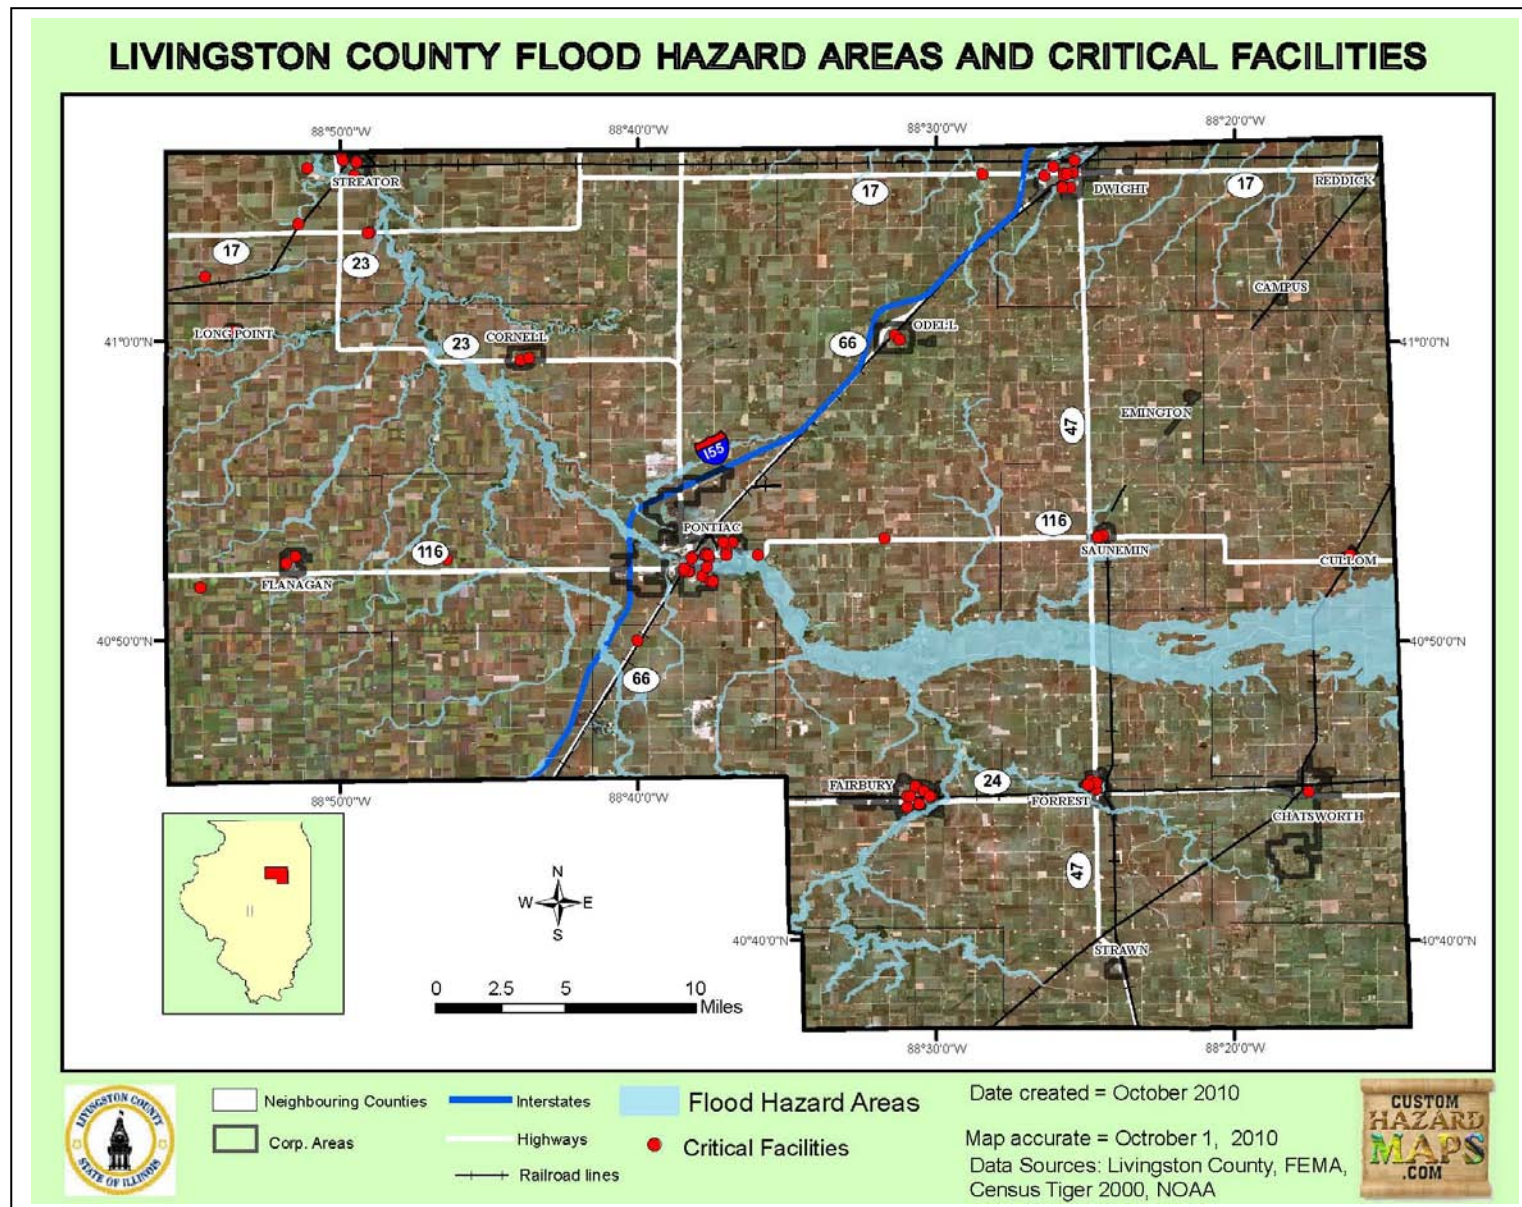 LIVINGSTON COUNTY FLOOD HAZARD AREAS AND CRITICAL FACILITIES
88°50'0"W
88°40'0"W
88°30'0"W
88°20'0"W
STREATOR
17
DWIGHT
17
REDDICK
17
23
CAMPUS
LONG POINT
23
CORNELL
66
ODELL
41°0'0"N
41°0'0"N
EMINGTON
47
I55
PONTIAC
116
SAUNEMIN
116
CULLOM
FLANAGAN
40°50'0"N
40°50'0"N
66
FAIRBURY
24
FORREST
CHATSWORTH
88°50'0"W
88°40'0"W
47
II
N
W
E
S
40°40'0"N
40°40'0"N
STRAWN
0
2.5
5
10
Miles
88°30'0"W
88°20'0"W
LIVINGSTON COUNTY
STATE OF ILLINOIS
Neighbouring Counties
Corp. Areas
Interstates
Highways
Railroad lines
Flood Hazard Areas
Critical Facilities
Date created = October 2010
Map accurate = Octrober 1, 2010
Data Sources: Livingston County, FEMA,
Census Tiger 2000, NOAA
CUSTOM
HAZARD
MAPS
.COM